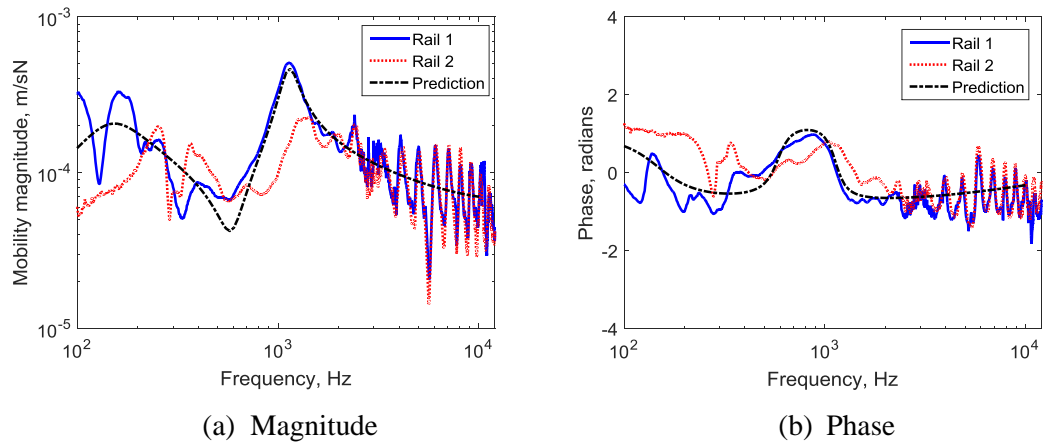 10^-3
10^-4
10^-5
Mobility magnitude, m/sN
Rail 1
Rail 2
Prediction
10^2
10^3
10^4
Frequency, Hz
(a) Magnitude
4
2
0
-2
-4
Phase, radians
Rail 1
Rail 2
Prediction
10^2
10^3
10^4
Frequency, Hz
(b) Phase